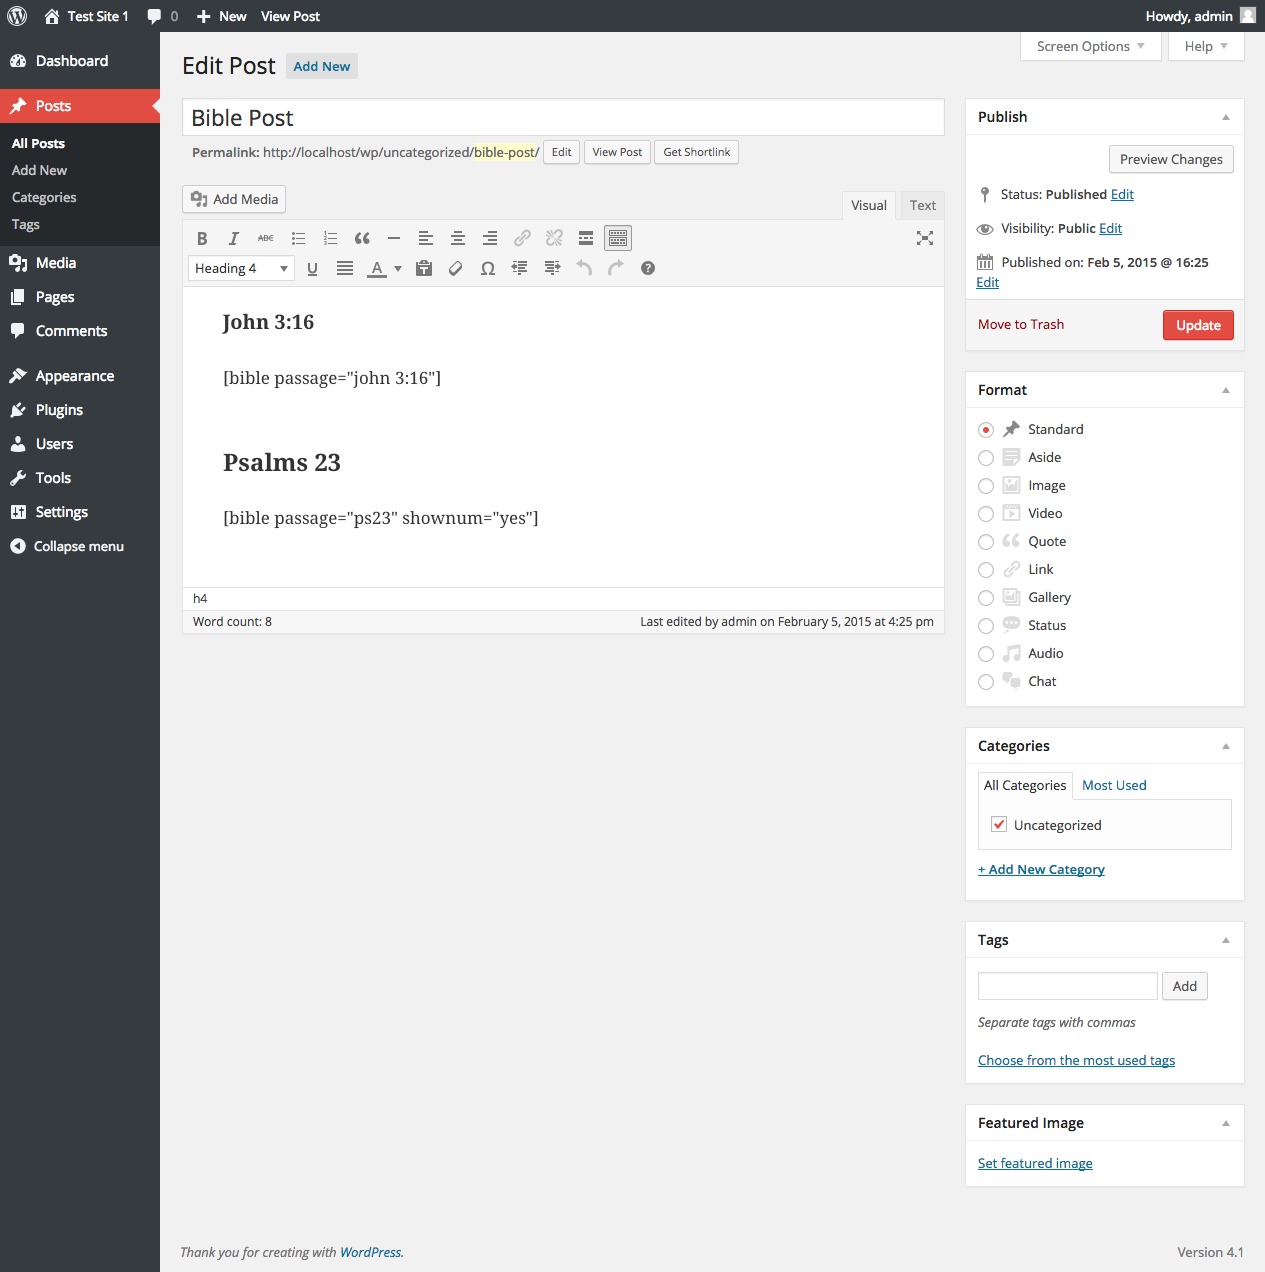 Test Site 1 0 New View Post Howdy, admin
Dashboard
Posts
All Posts
Add New
Categories
Tags
Media
Pages
Comments
Appearance
Plugins
Users
Tools
Settings
Collapse menu
Screen Options Help
Edit Post Add New
Bible Post
Permalink: http://localhost/wp/uncategorized/bible-post/ Edit View Post Get Shortlink
Add Media Visual Text
B I ABC
Heading 4 U A Ω ?
John 3:16
[bible passage="john 3:16"]
Psalms 23
[bible passage="ps23" shownum="yes"]
h4
Word count: 8 Last edited by admin on February 5, 2015 at 4:25 pm
Publish
Preview Changes
Status: Published Edit
Visibility: Public Edit
Published on: Feb 5, 2015 @ 16:25
Edit
Move to Trash Update
Format
Standard
Aside
Image
Video
Quote
Link
Gallery
Status
Audio
Chat
Categories
All Categories Most Used
Uncategorized
+ Add New Category
Tags
Add
Separate tags with commas
Choose from the most used tags
Featured Image
Set featured image
Thank you for creating with WordPress. Version 4.1